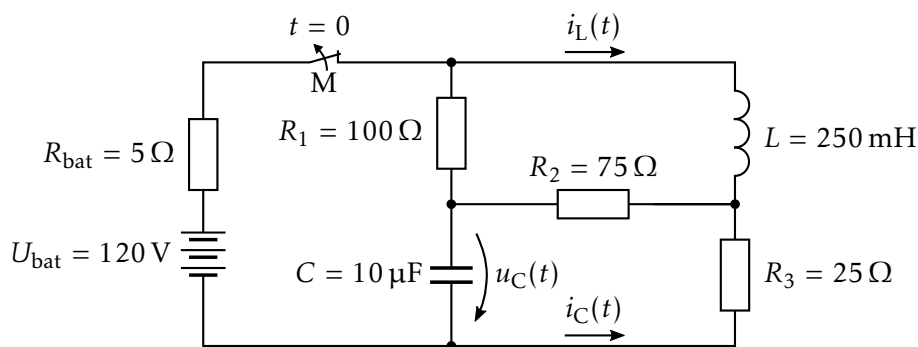 t = 0
i_L(t)
M
R_1 = 100 Ω
R_bat = 5 Ω
L = 250 mH
R_2 = 75 Ω
U_bat = 120 V
C = 10 µF
u_C(t)
R_3 = 25 Ω
i_C(t)